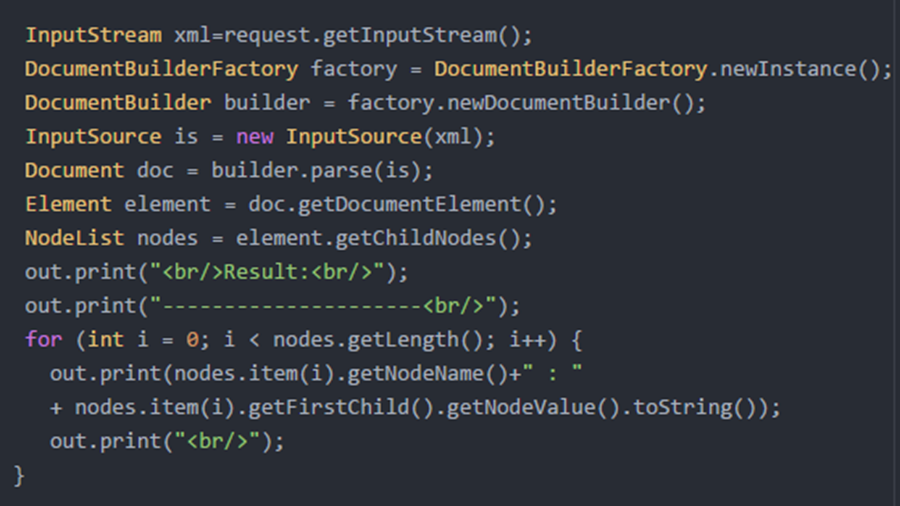 InputStream xml=request.getInputStream();
DocumentBuilderFactory factory = DocumentBuilderFactory.newInstance();
DocumentBuilder builder = factory.newDocumentBuilder();
InputSource is = new InputSource(xml);
Document doc = builder.parse(is);
Element element = doc.getDocumentElement();
NodeList nodes = element.getChildNodes();
out.print("<br/>Result:<br/>");
out.print("---------------------<br/>");
for (int i = 0; i < nodes.getLength(); i++) {
out.print(nodes.item(i).getNodeName()+" : "
+ nodes.item(i).getFirstChild().getNodeValue().toString());
out.print("<br/>");
}